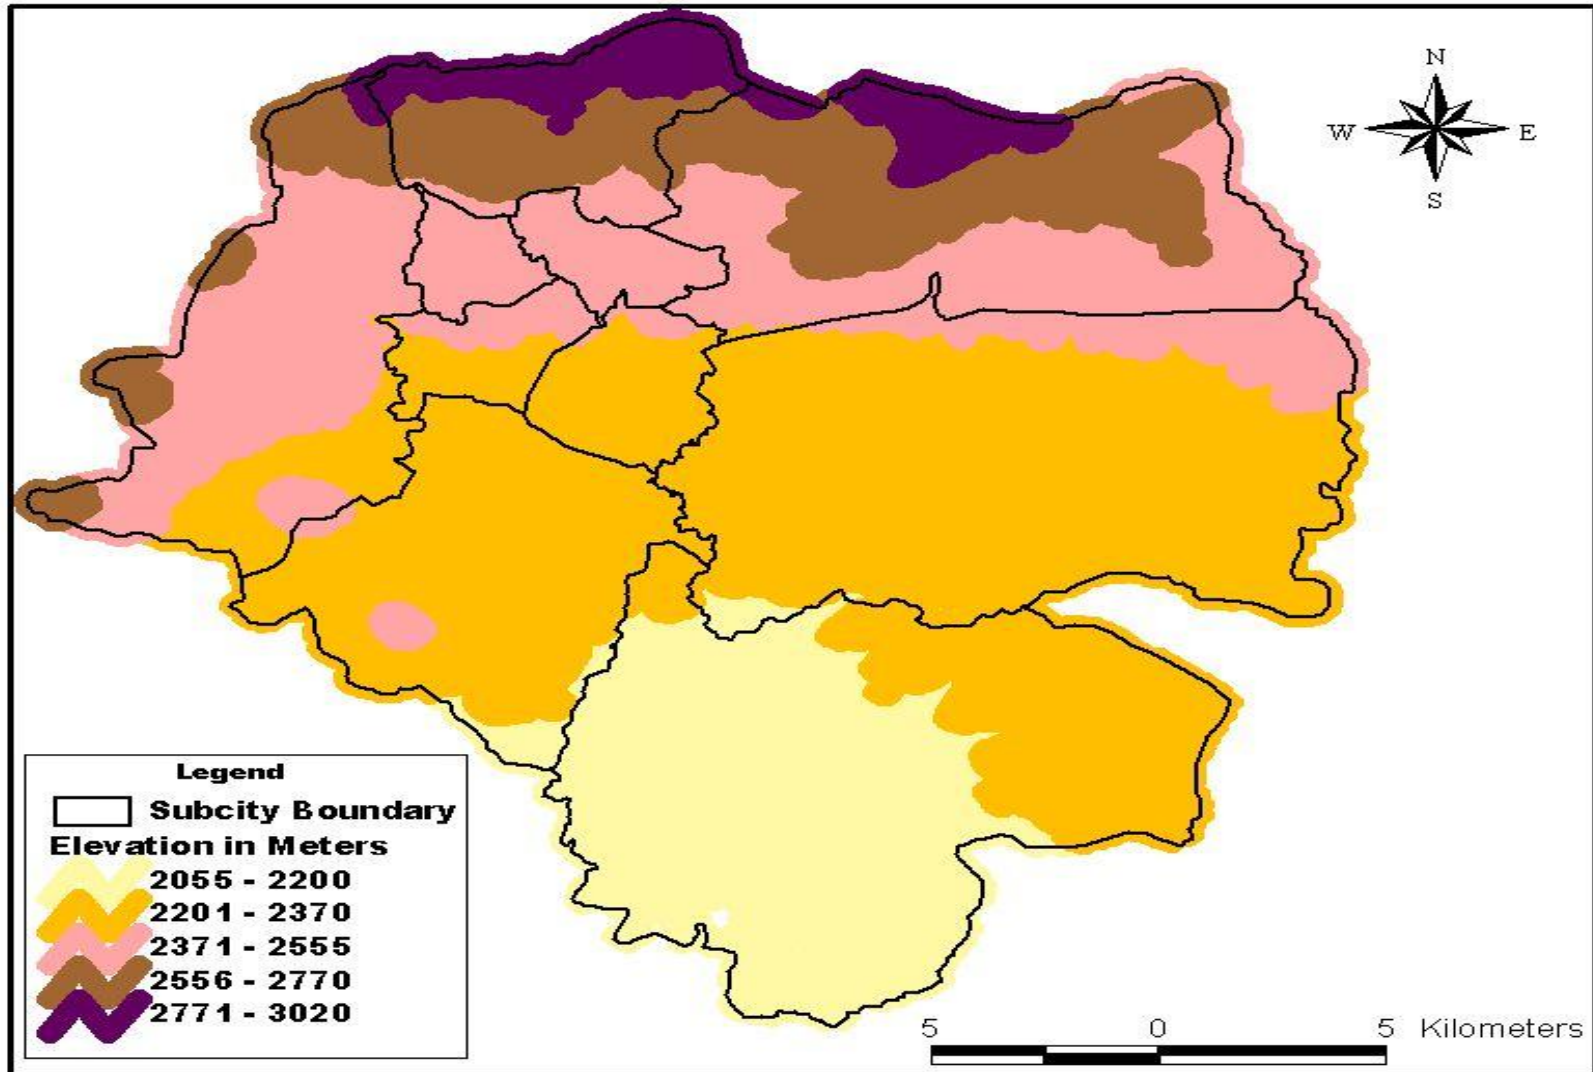 N
W E
S
Legend
Subcity Boundary
Elevation in Meters
2055 - 2200
2201 - 2370
2371 - 2555
2556 - 2770
2771 - 3020
5 0 5 Kilometers